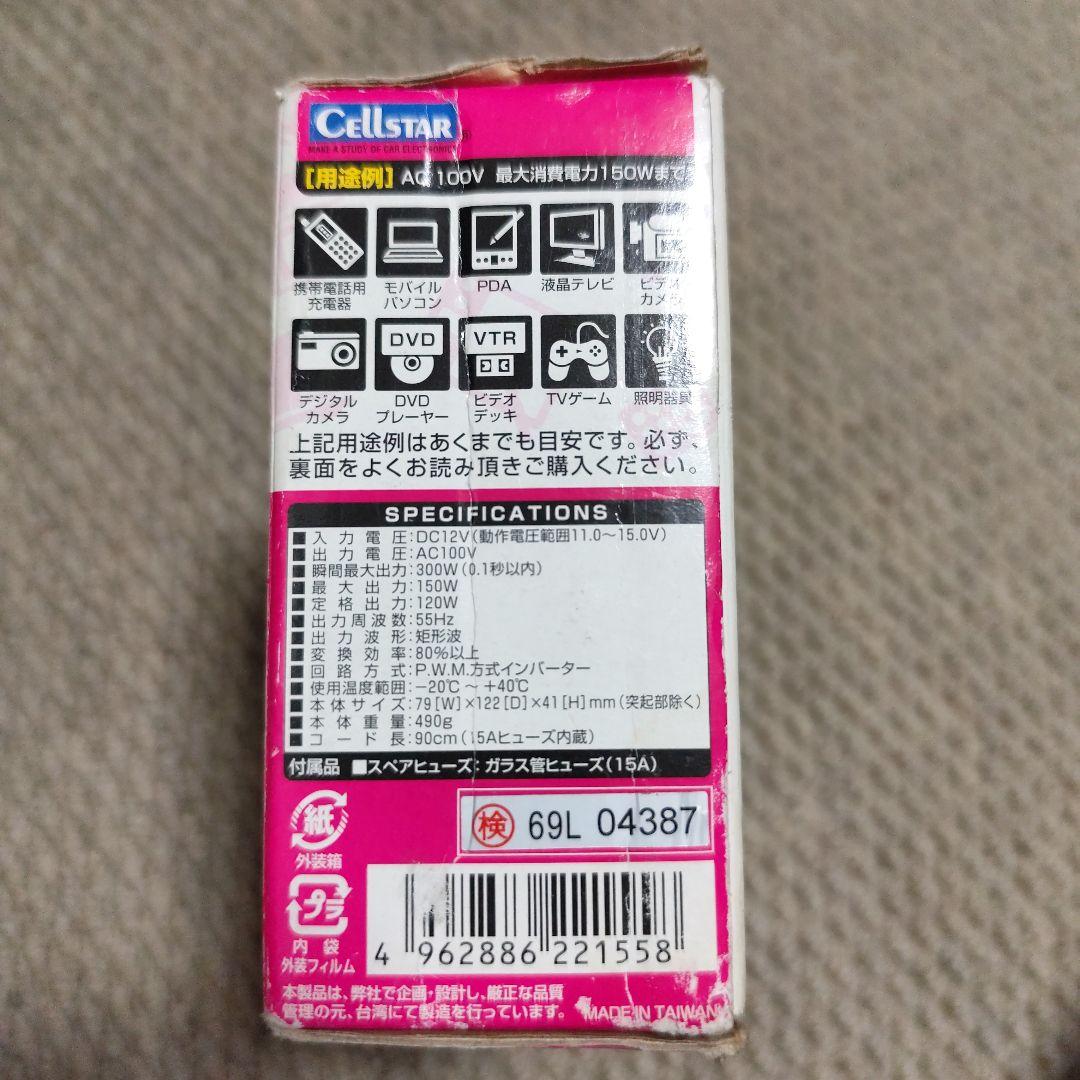 CELLSTAR
MAKE A STUDY OF CAR ELECTRONICS
[用途例] AC 100V 最大消費電力150Wまで
携帯電話用
充電器
モバイル
パソコン
PDA
液晶テレビ
ビデオ
カメラ
DVD
VTR
デジタル
カメラ
DVD
プレーヤー
ビデオ
デッキ
TVゲーム
照明器具
上記用途例はあくまでも目安です。必ず、
裏面をよくお読み頂きご購入ください。
SPECIFICATIONS
■入力電圧:DC12V(動作電圧範囲11.0〜15.0V)
■出力電圧:AC100V
■瞬間最大出力:300W(0.1秒以内)
■最大出力:150W
■定格出力:120W
■出力周波数:55Hz
■出力波形:矩形波
■変換効率:80%以上
■回路方式:P.W.M.方式インバーター
■使用温度範囲:−20℃〜+40℃
■本体サイズ:79[W]×122[D]×41[H]mm(突起部除く)
■本体重量:490g
■コード長:90cm(15Aヒューズ内蔵)
付属品 ■スペアヒューズ:ガラス管ヒューズ(15A)
紙
外装箱
検 69L 04387
プラ
内袋
外装フィルム
4 962886 221558
本製品は、弊社で企画・設計し、厳正な品質
管理の元、台湾にて製造を行っています。 MADE IN TAIWAN